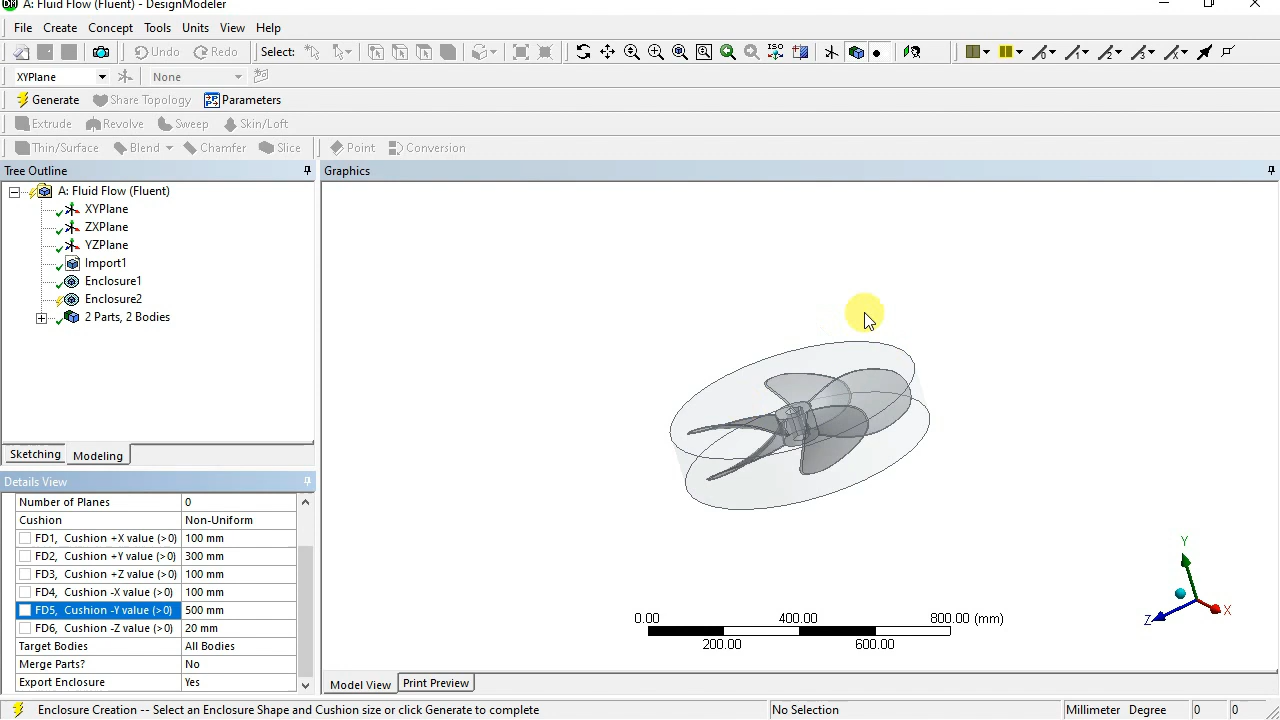 A: Fluid Flow (Fluent) - DesignModeler
File Create Concept Tools Units View Help
Undo Redo Select:
XYPlane None
Generate Share Topology Parameters
Extrude Revolve Sweep Skin/Loft
Thin/Surface Blend Chamfer Slice Point Conversion
Tree Outline
A: Fluid Flow (Fluent)
XYPlane
ZXPlane
YZPlane
Import1
Enclosure1
Enclosure2
2 Parts, 2 Bodies
Sketching Modeling
Details View
Number of Planes 0
Cushion Non-Uniform
FD1, Cushion +X value (>0) 100 mm
FD2, Cushion +Y value (>0) 300 mm
FD3, Cushion +Z value (>0) 100 mm
FD4, Cushion -X value (>0) 100 mm
FD5, Cushion -Y value (>0) 500 mm
FD6, Cushion -Z value (>0) 20 mm
Target Bodies All Bodies
Merge Parts? No
Export Enclosure Yes
Graphics
Y
X
Z
0.00 400.00 800.00 (mm)
200.00 600.00
Model View Print Preview
Enclosure Creation -- Select an Enclosure Shape and Cushion size or click Generate to complete No Selection Millimeter Degree 0 0